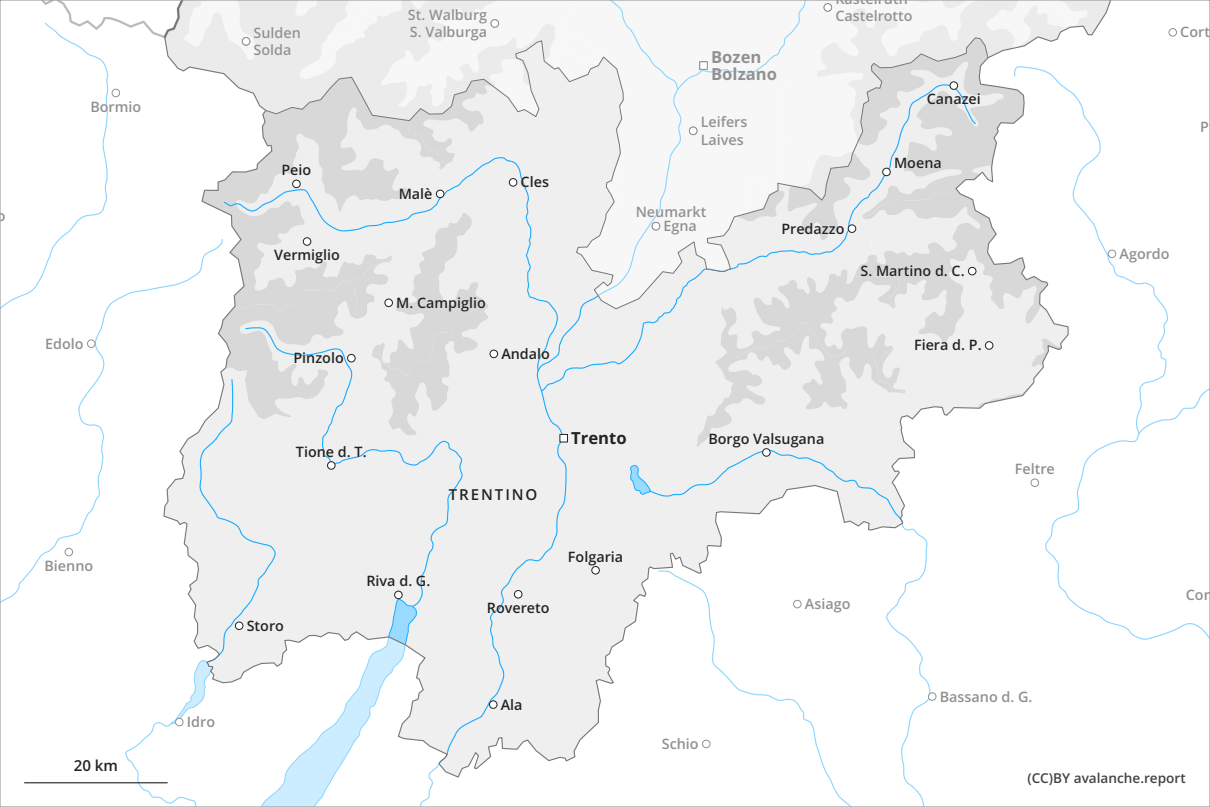 Kastelruth
Castelrotto
St. Walburg
S. Valburga
Sulden
Solda
Cort
Bozen
Bolzano
Bormio
Canazei
Leifers
Laives
P
Moena
Peio
Malè
Cles
Neumarkt
Egna
Predazzo
Vermiglio
Agordo
S. Martino d. C.
M. Campiglio
Edolo
Fiera d. P.
Pinzolo
Andalo
Trento
Borgo Valsugana
Tione d. T.
Feltre
TRENTINO
Folgaria
Bienno
Riva d. G.
Cor
Rovereto
Asiago
Storo
Bassano d. G.
Ala
Idro
Schio
20 km
(CC)BY avalanche.report